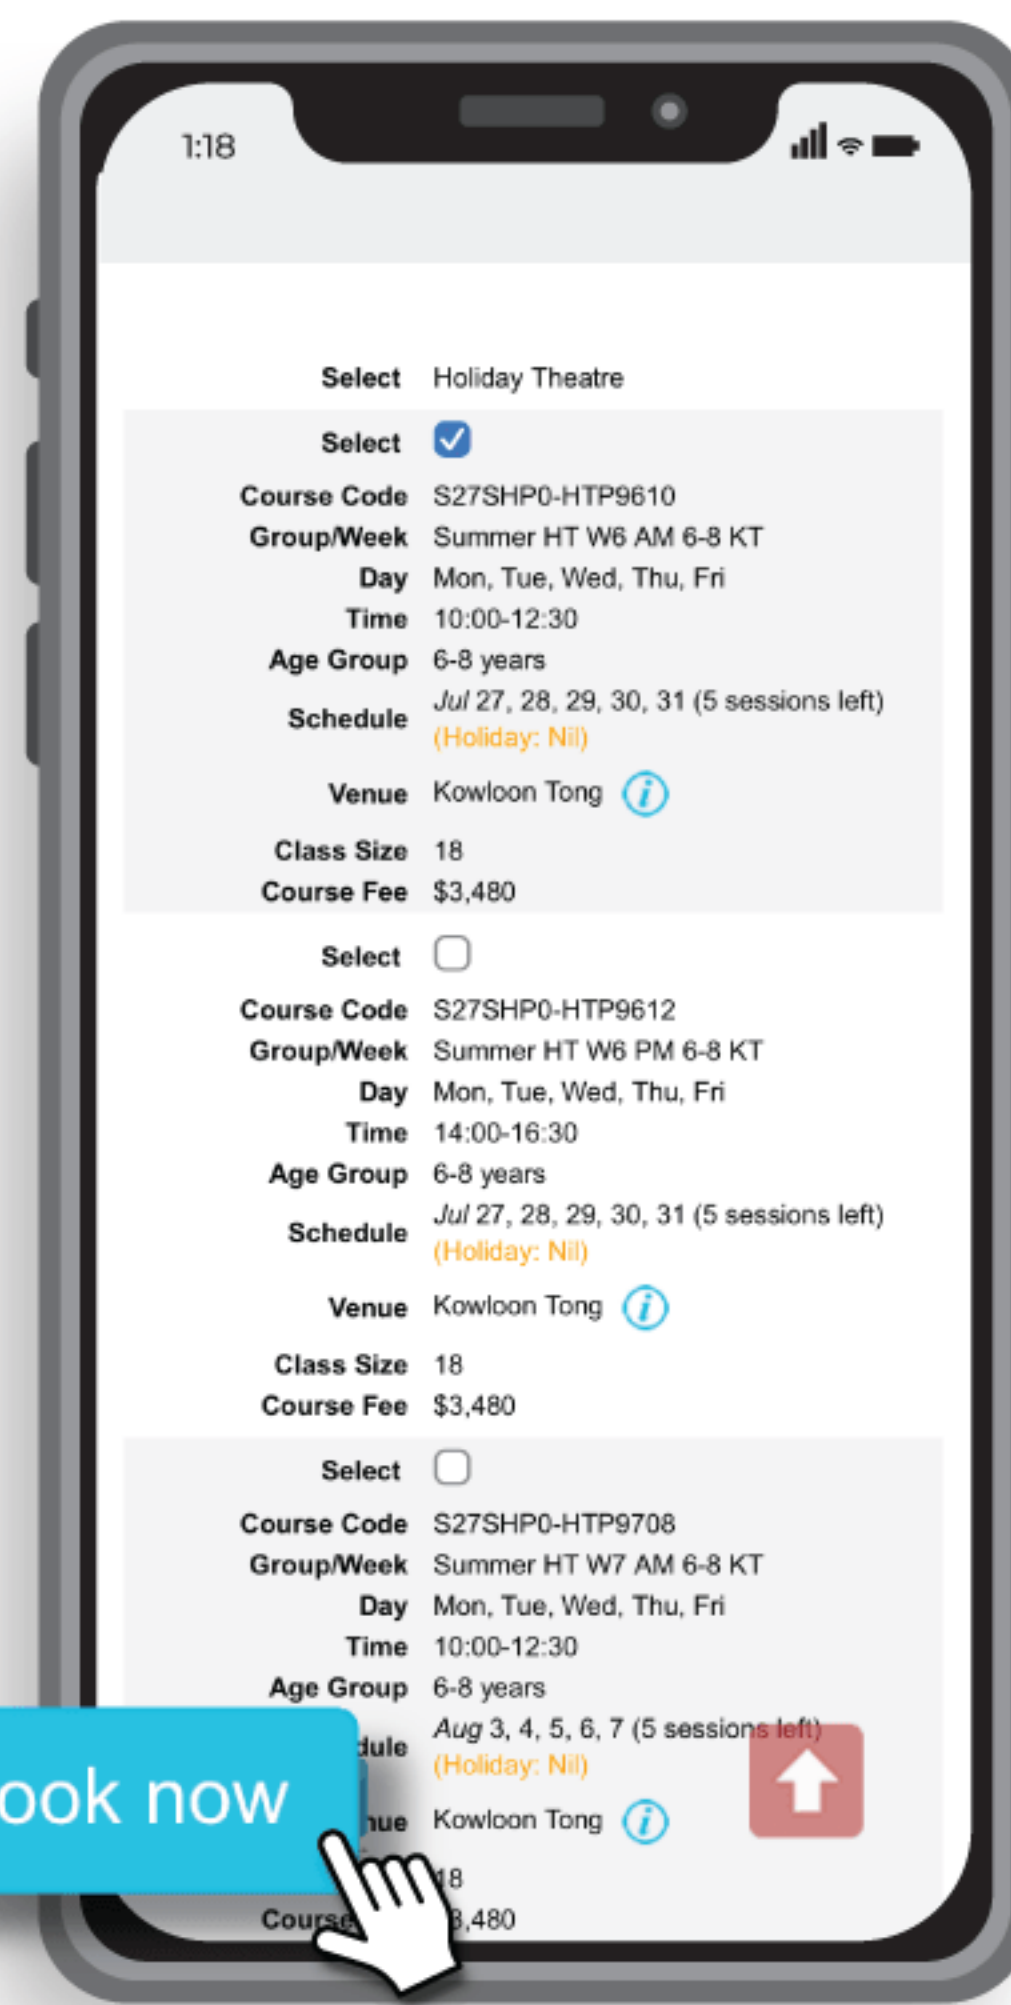 1:18
Select Holiday Theatre
Select
Course Code S27SHP0-HTP9610
Group/Week Summer HT W6 AM 6-8 KT
Day Mon, Tue, Wed, Thu, Fri
Time 10:00-12:30
Age Group 6-8 years
Schedule Jul 27, 28, 29, 30, 31 (5 sessions left)
(Holiday: Nil)
Venue Kowloon Tong i
Class Size 18
Course Fee $3,480
Select
Course Code S27SHP0-HTP9612
Group/Week Summer HT W6 PM 6-8 KT
Day Mon, Tue, Wed, Thu, Fri
Time 14:00-16:30
Age Group 6-8 years
Schedule Jul 27, 28, 29, 30, 31 (5 sessions left)
(Holiday: Nil)
Venue Kowloon Tong i
Class Size 18
Course Fee $3,480
Select
Course Code S27SHP0-HTP9708
Group/Week Summer HT W7 AM 6-8 KT
Day Mon, Tue, Wed, Thu, Fri
Time 10:00-12:30
Age Group 6-8 years
dule Aug 3, 4, 5, 6, 7 (5 sessions left)
(Holiday: Nil)
ook now
nue Kowloon Tong i
18
Course 3,480